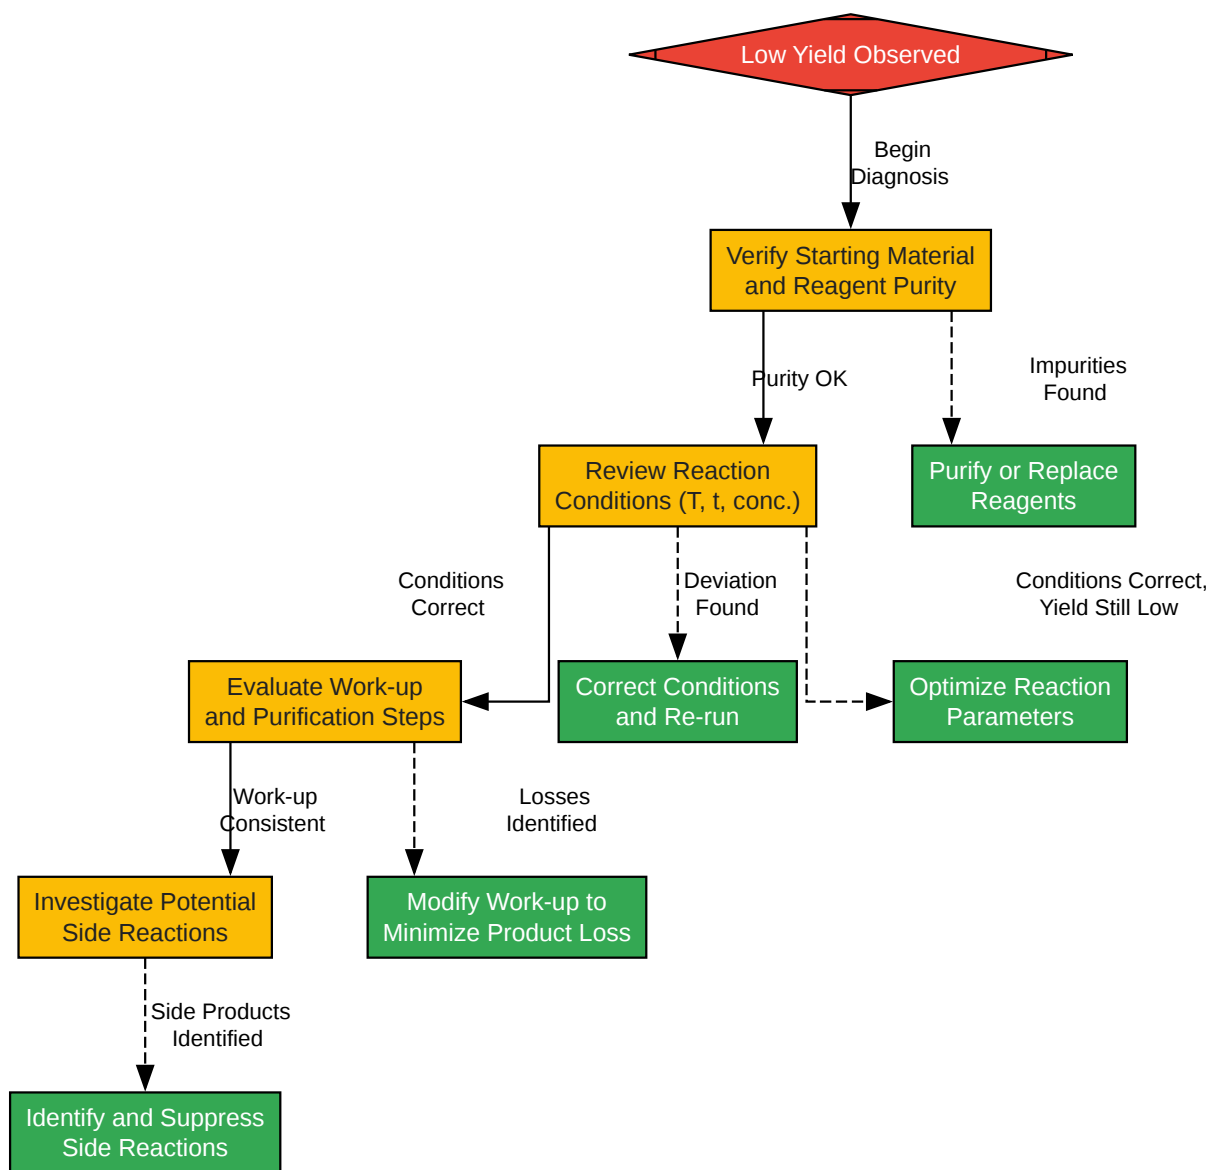 Low Yield Observed
Begin
Diagnosis
Verify Starting Material
and Reagent Purity
Purity OK
Impurities
Found
Review Reaction
Conditions (T, t, conc.)
Purify or Replace
Reagents
Conditions
Correct
Deviation
Found
Conditions Correct,
Yield Still Low
Evaluate Work-up
and Purification Steps
Correct Conditions
and Re-run
Optimize Reaction
Parameters
Work-up
Consistent
Losses
Identified
Investigate Potential
Side Reactions
Modify Work-up to
Minimize Product Loss
Side Products
Identified
Identify and Suppress
Side Reactions